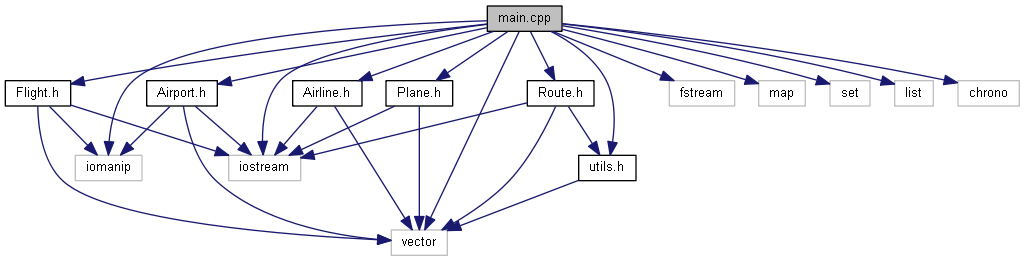 main.cpp
Flight.h
Airport.h
Airline.h
Plane.h
Route.h
fstream
map
set
list
chrono
iomanip
iostream
utils.h
vector